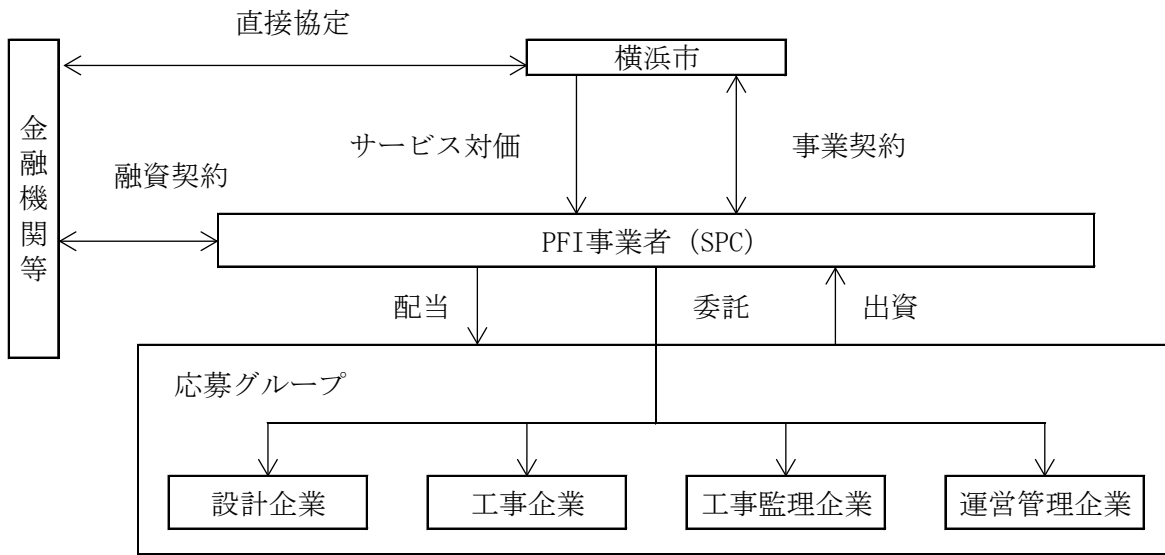 直接協定
横浜市
金融機関等
サービス対価
事業契約
融資契約
PFI事業者（SPC）
配当
委託
出資
応募グループ
設計企業
工事企業
工事監理企業
運営管理企業